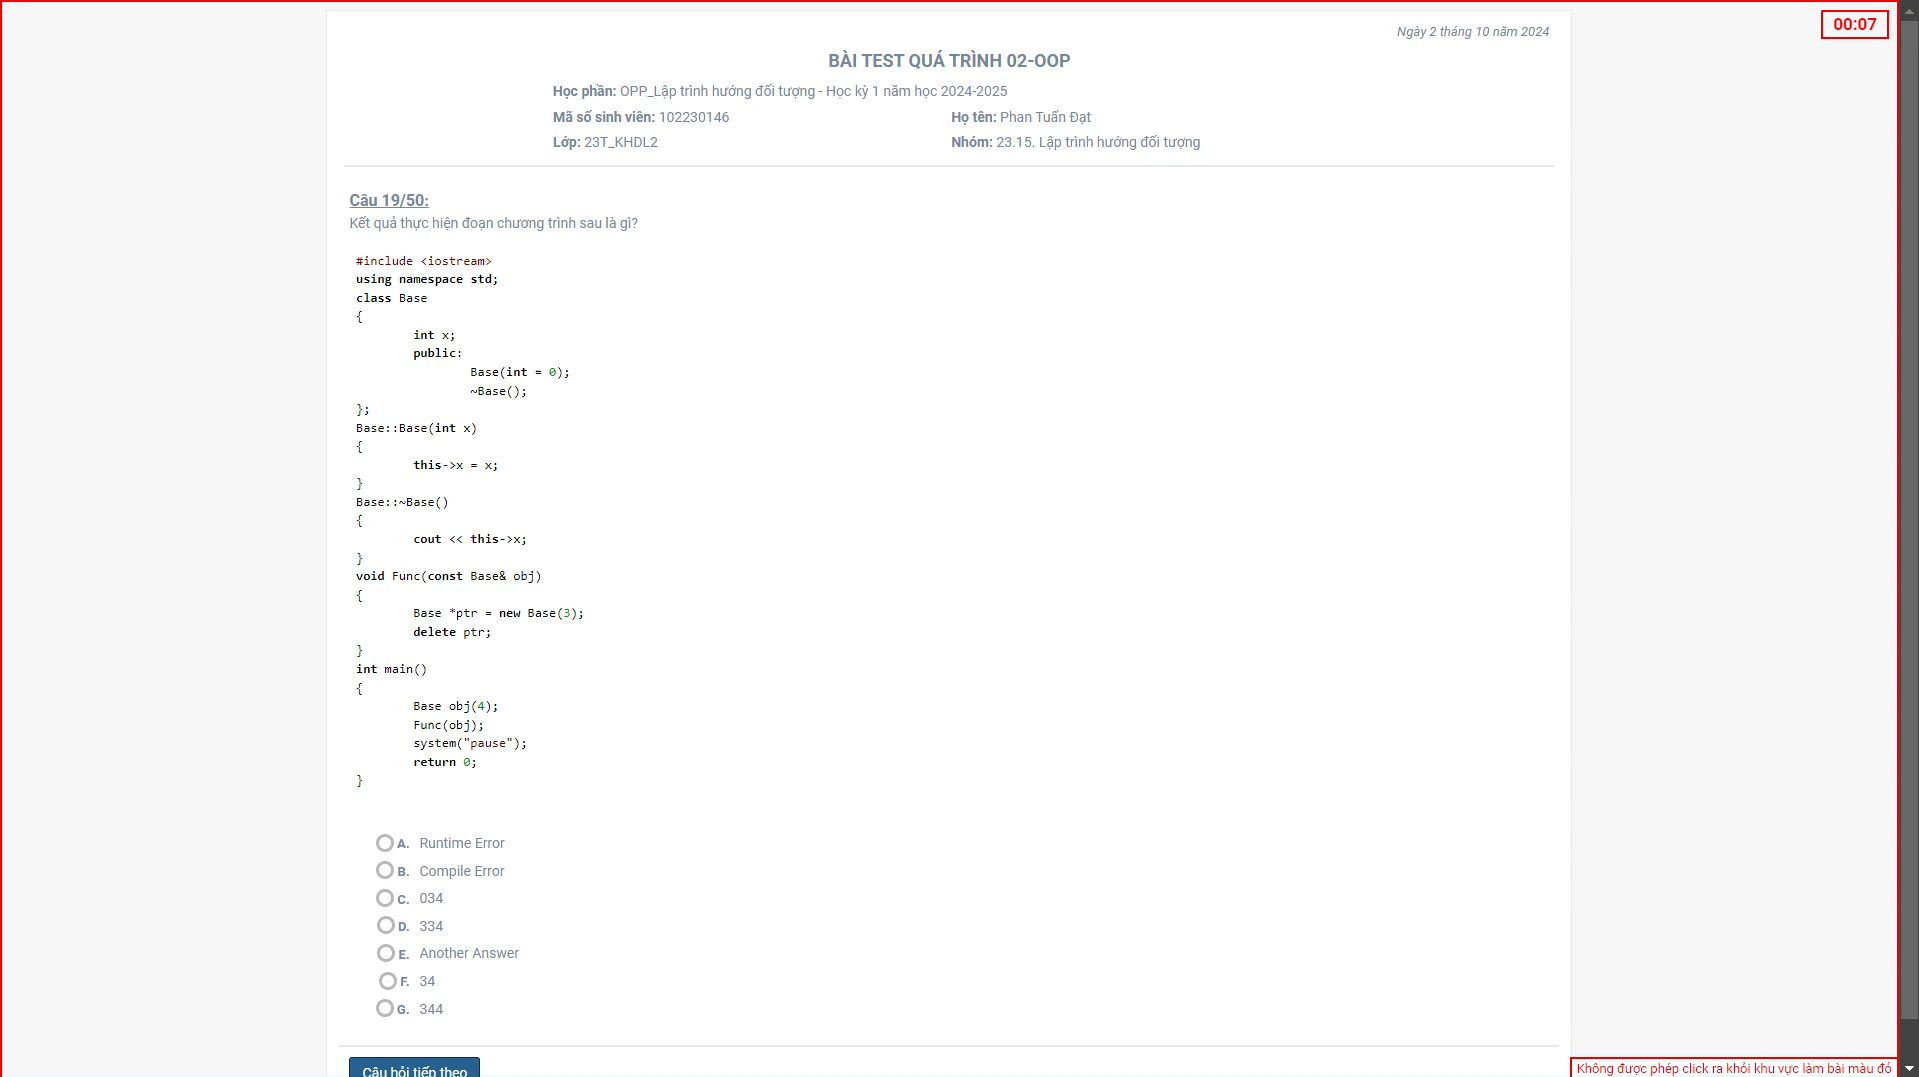 Ngày 2 tháng 10 năm 2024
00:07
BÀI TEST QUÁ TRÌNH 02-OOP
Học phần: OPP_Lập trình hướng đối tượng - Học kỳ 1 năm học 2024-2025
Mã số sinh viên: 102230146 Họ tên: Phan Tuấn Đạt
Lớp: 23T_KHDL2 Nhóm: 23.15. Lập trình hướng đối tượng
Câu 19/50:
Kết quả thực hiện đoạn chương trình sau là gì?
#include <iostream>
using namespace std;
class Base
{
int x;
public:
Base(int = 0);
~Base();
};
Base::Base(int x)
{
this->x = x;
}
Base::~Base()
{
cout << this->x;
}
void Func(const Base& obj)
{
Base *ptr = new Base(3);
delete ptr;
}
int main()
{
Base obj(4);
Func(obj);
system("pause");
return 0;
}
A. Runtime Error
B. Compile Error
C. 034
D. 334
E. Another Answer
F. 34
G. 344
Câu hỏi tiếp theo
Không được phép click ra khỏi khu vực làm bài màu đỏ